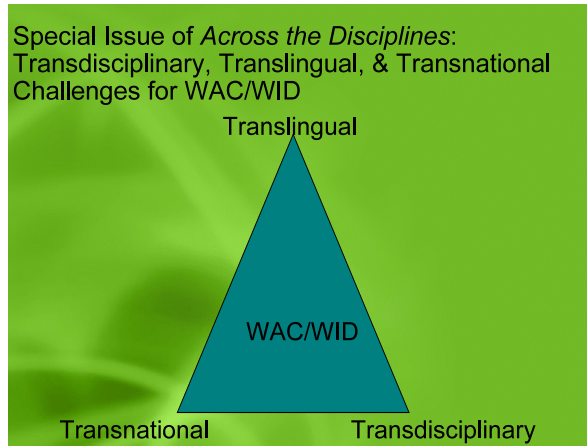 Special Issue of Across the Disciplines:
Transdisciplinary, Translingual, & Transnational
Challenges for WAC/WID
Translingual
WAC/WID
Transnational
Transdisciplinary